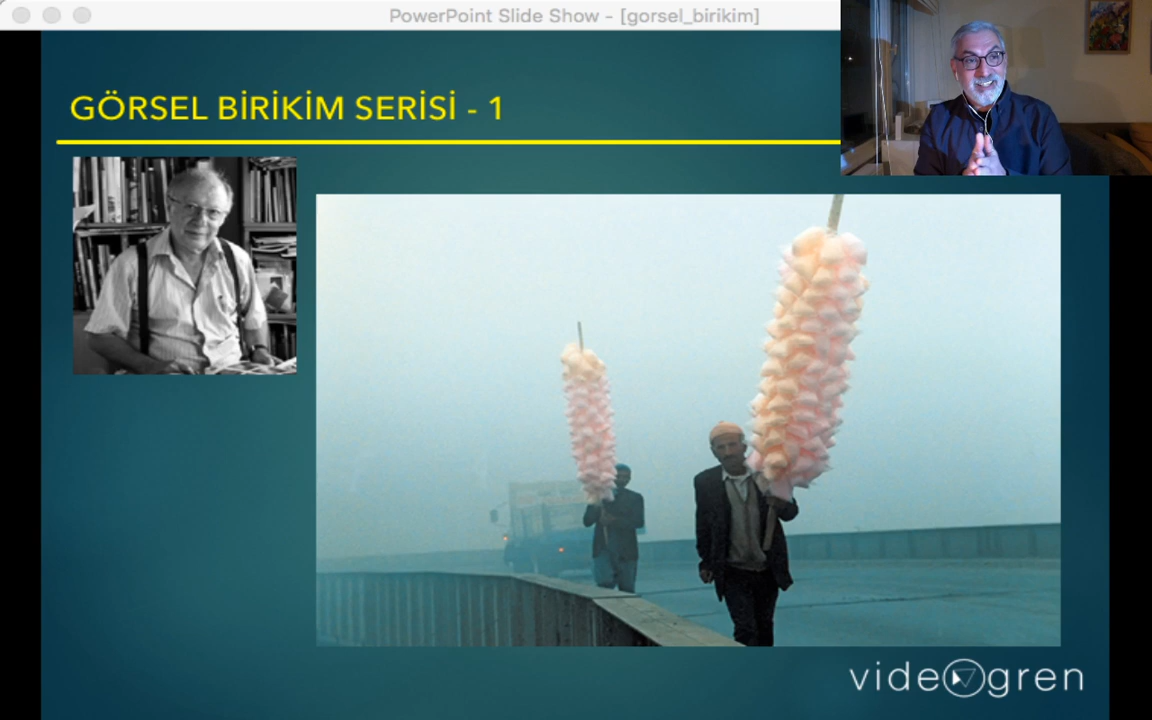 PowerPoint Slide Show - [gorsel_birikim]
GÖRSEL BİRİKİM SERİSİ - 1
videogren